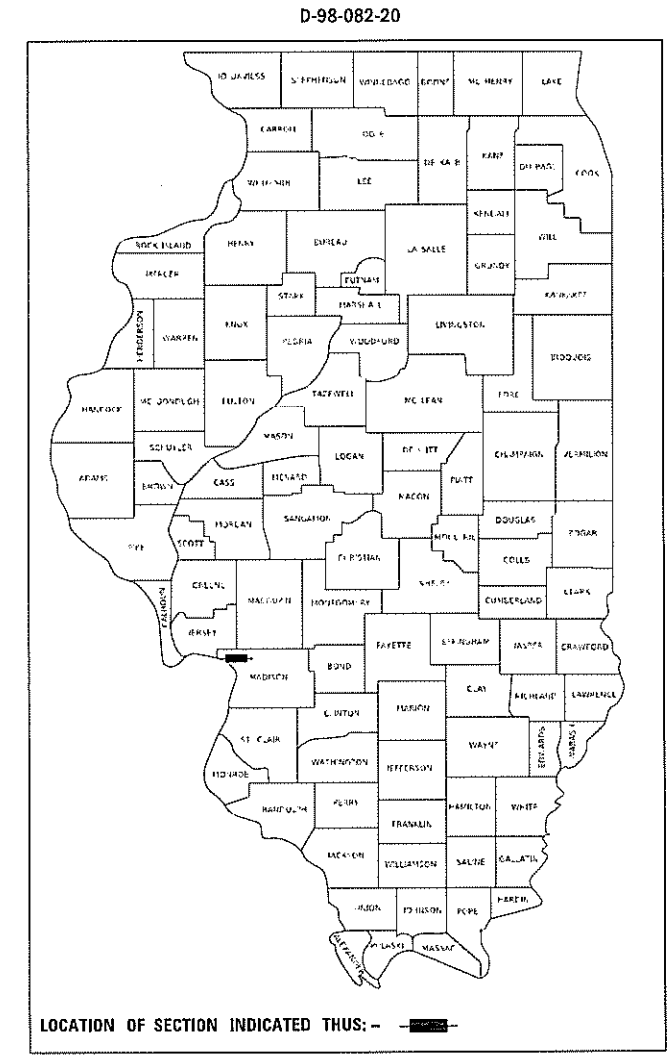 D-98-082-20
JO DAVIESS STEPHENSON WINNEBAGO BOONE MC HENRY LAKE
CARROLL OGLE DE KALB KANE DU PAGE COOK
WHITESIDE LEE KENDALL WILL
ROCK ISLAND HENRY BUREAU LA SALLE GRUNDY
MERCER PUTNAM KANKAKEE
STARK MARSHALL
HENDERSON WARREN KNOX PEORIA WOODFORD LIVINGSTON IROQUOIS
HANCOCK MC DONOUGH FULTON TAZEWELL MC LEAN FORD
MASON
SCHUYLER LOGAN DE WITT CHAMPAIGN VERMILION
ADAMS BROWN CASS MENARD PIATT
MACON
MORGAN SANGAMON DOUGLAS EDGAR
PIKE SCOTT CHRISTIAN MOULTRIE COLES
GREENE MACOUPIN MONTGOMERY SHELBY CUMBERLAND CLARK
CALHOUN JERSEY FAYETTE EFFINGHAM JASPER CRAWFORD
MADISON BOND
CLAY RICHLAND LAWRENCE
CLINTON MARION
ST. CLAIR WAYNE EDWARDS WABASH
MONROE WASHINGTON JEFFERSON
RANDOLPH PERRY HAMILTON WHITE
FRANKLIN
JACKSON WILLIAMSON SALINE GALLATIN
UNION JOHNSON POPE HARDIN
ALEXANDER PULASKI MASSAC
LOCATION OF SECTION INDICATED THUS: -